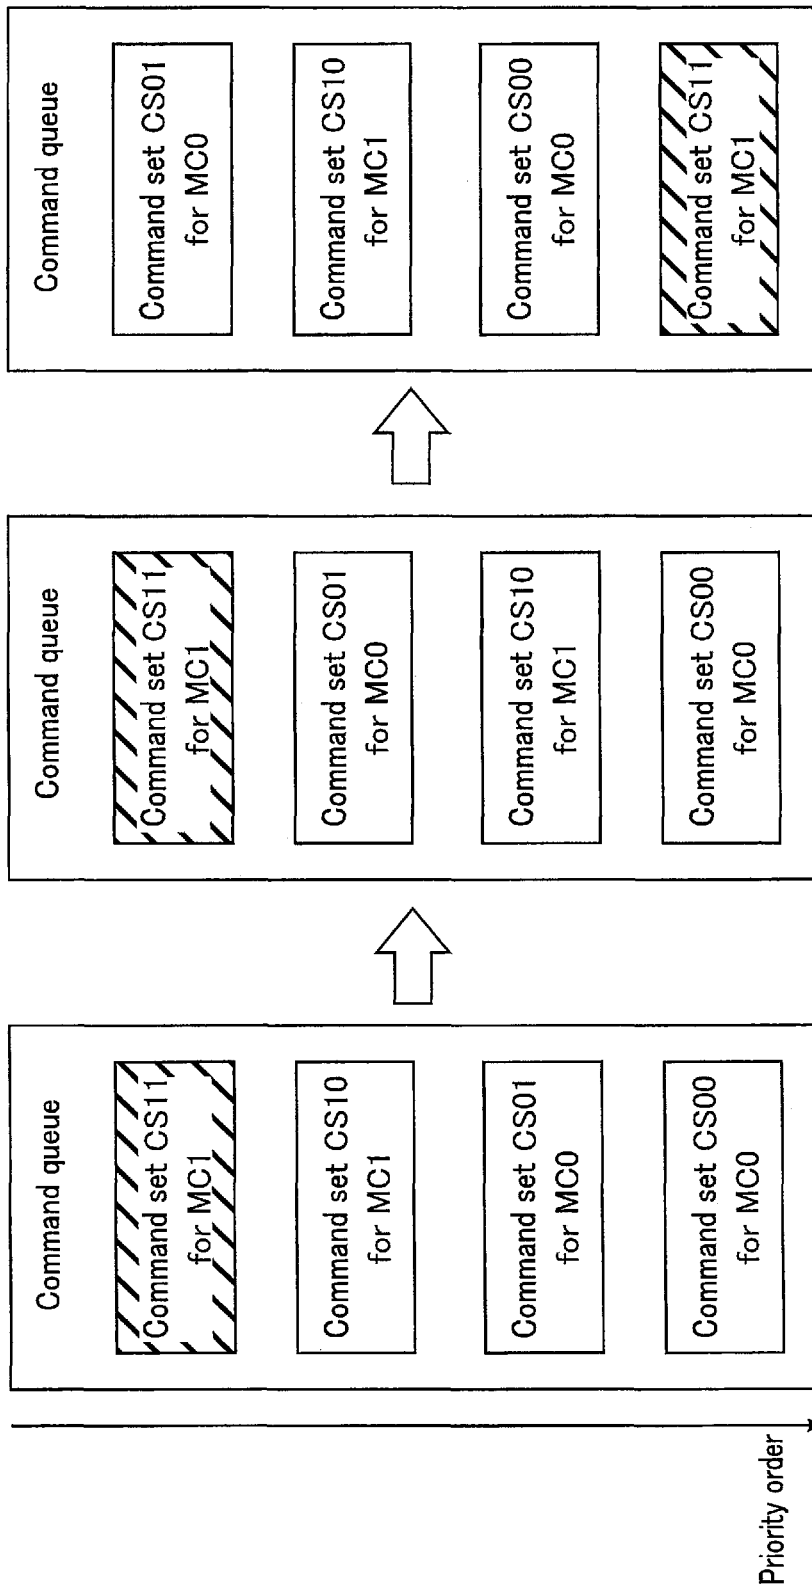 Priority order
Command queue
Command set CS11
for MC1
Command set CS10
for MC1
Command set CS01
for MC0
Command set CS00
for MC0
Command queue
Command set CS11
for MC1
Command set CS01
for MC0
Command set CS10
for MC1
Command set CS00
for MC0
Command queue
Command set CS01
for MC0
Command set CS10
for MC1
Command set CS00
for MC0
Command set CS11
for MC1